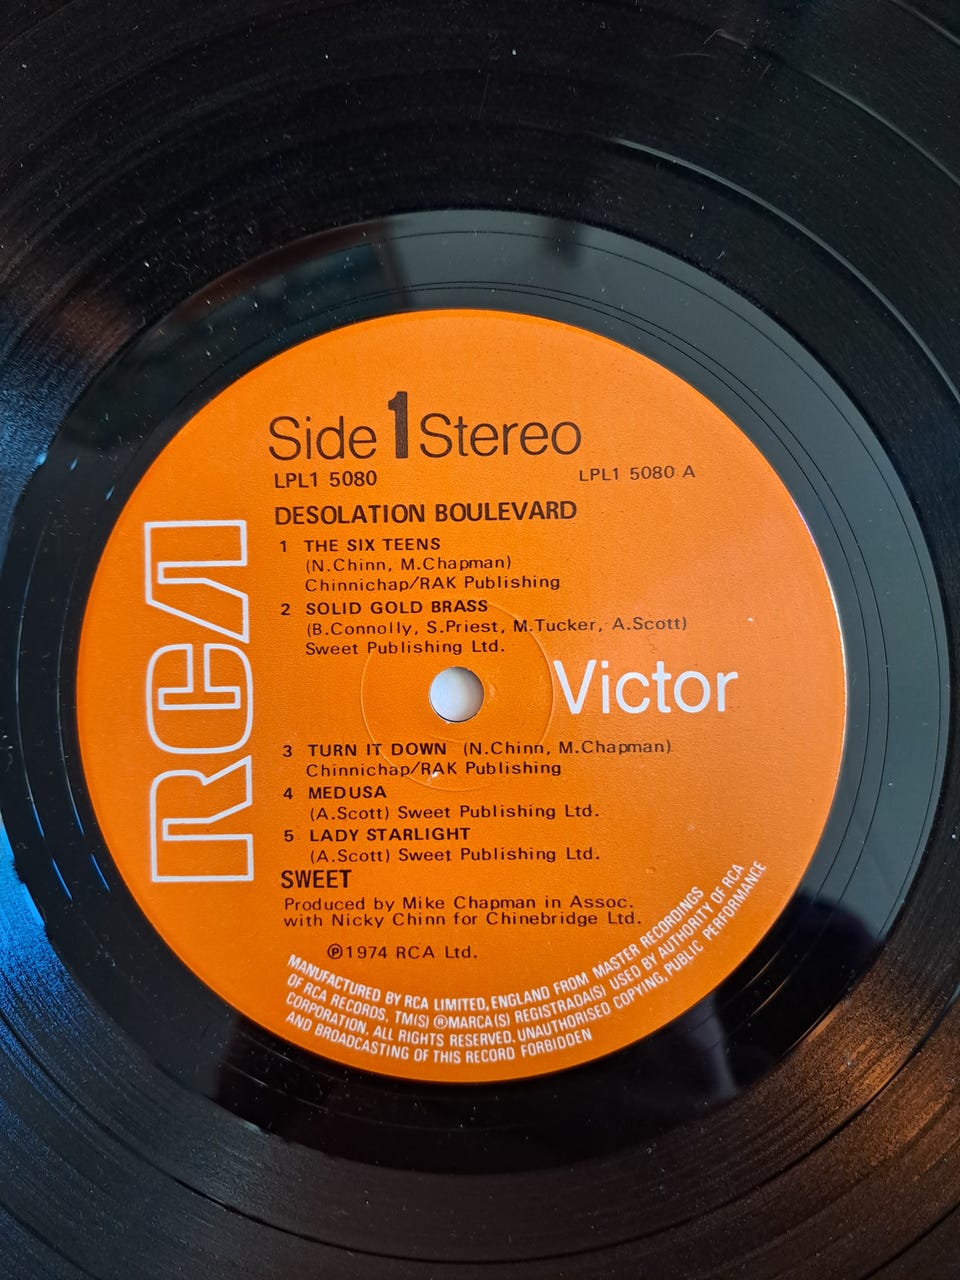 Side 1 Stereo
LPL1 5080 LPL1 5080 A
DESOLATION BOULEVARD
1 THE SIX TEENS
(N.Chinn, M.Chapman)
Chinnichap/RAK Publishing
2 SOLID GOLD BRASS
(B.Connolly, S.Priest, M.Tucker, A.Scott)
Sweet Publishing Ltd.
RCA
Victor
3 TURN IT DOWN (N.Chinn, M.Chapman)
Chinnichap/RAK Publishing
4 MEDUSA
(A.Scott) Sweet Publishing Ltd.
5 LADY STARLIGHT
(A.Scott) Sweet Publishing Ltd.
SWEET
Produced by Mike Chapman in Assoc.
with Nicky Chinn for Chinebridge Ltd.
℗1974 RCA Ltd.
MANUFACTURED BY RCA LIMITED, ENGLAND FROM MASTER RECORDINGS
OF RCA RECORDS, TM(S) ®MARCA(S) REGISTRADA(S) USED BY AUTHORITY OF RCA
CORPORATION, ALL RIGHTS RESERVED. UNAUTHORISED COPYING, PUBLIC PERFORMANCE
AND BROADCASTING OF THIS RECORD FORBIDDEN